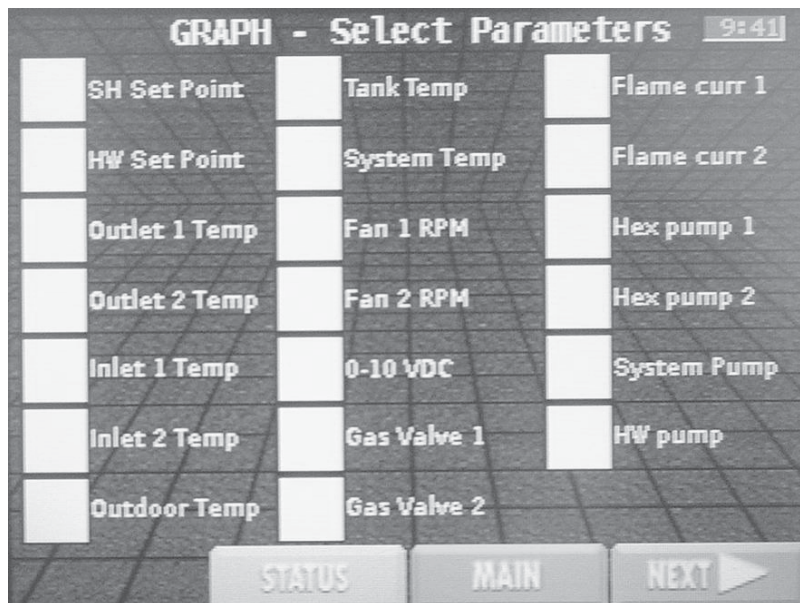 GRAPH - Select Parameters 9:41
SH Set Point
HW Set Point
Outlet 1 Temp
Outlet 2 Temp
Inlet 1 Temp
Inlet 2 Temp
Outdoor Temp
Tank Temp
System Temp
Fan 1 RPM
Fan 2 RPM
0-10 VDC
Gas Valve 1
Gas Valve 2
Flame curr 1
Flame curr 2
Hex pump 1
Hex pump 2
System Pump
HW pump
STATUS MAIN NEXT